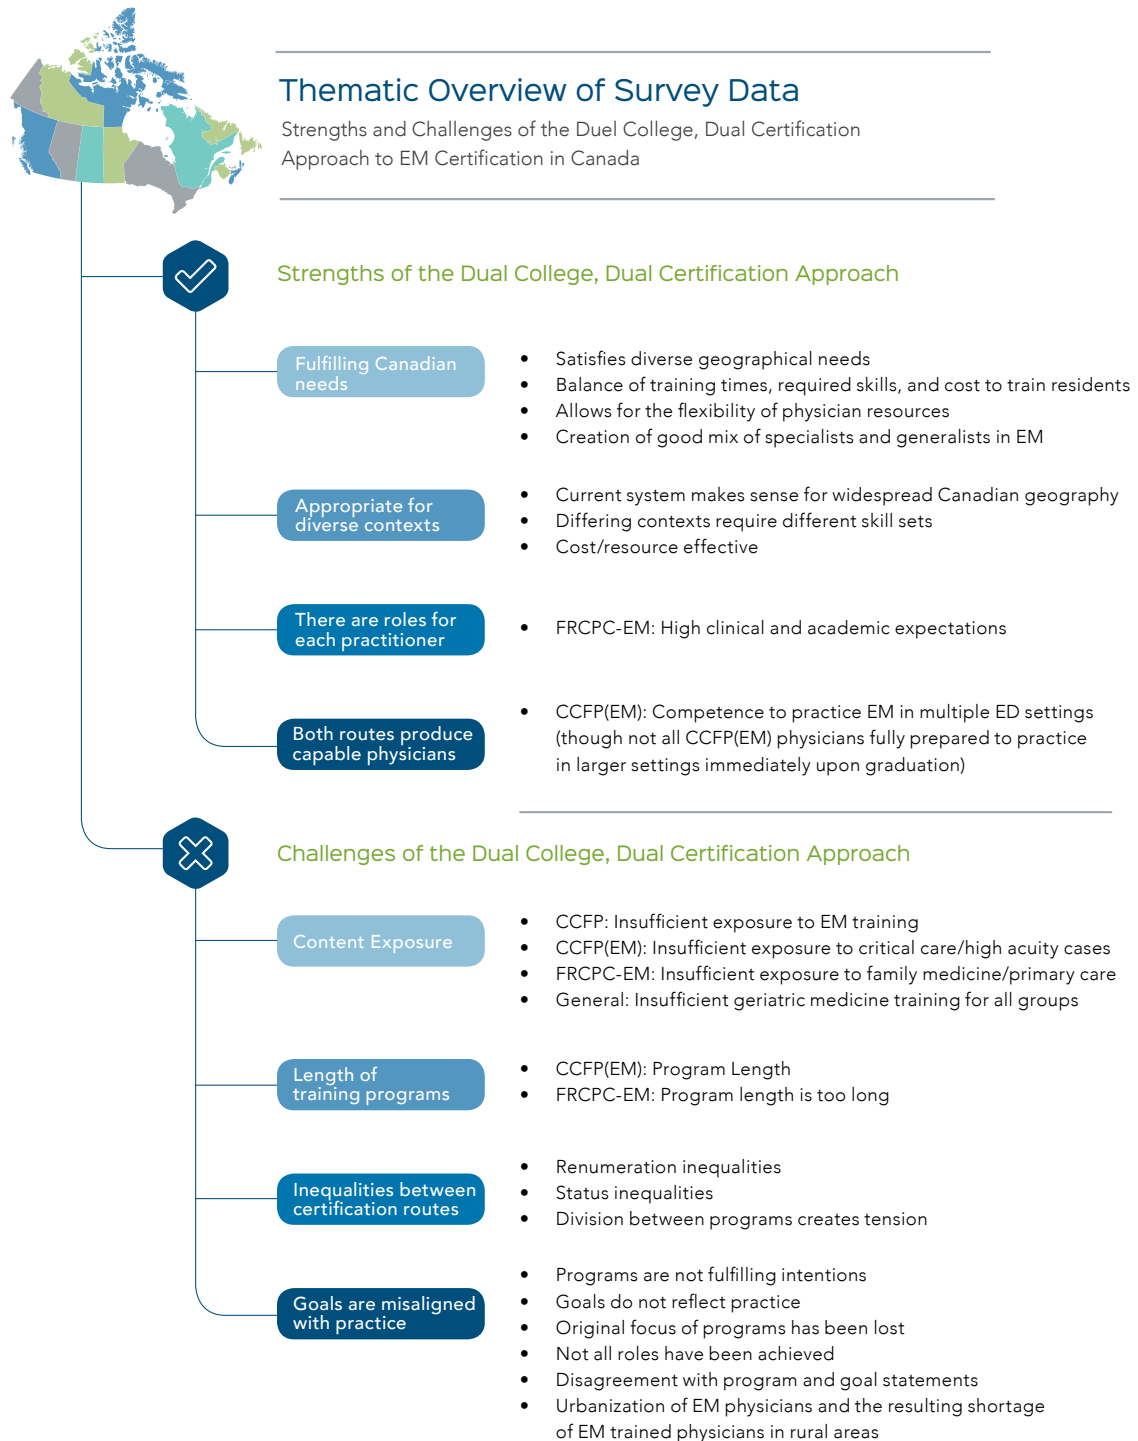 Thematic Overview of Survey Data
Strengths and Challenges of the Duel College, Dual Certification
Approach to EM Certification in Canada
Strengths of the Dual College, Dual Certification Approach
Fulfilling Canadian
needs
• Satisfies diverse geographical needs
• Balance of training times, required skills, and cost to train residents
• Allows for the flexibility of physician resources
• Creation of good mix of specialists and generalists in EM
Appropriate for
diverse contexts
• Current system makes sense for widespread Canadian geography
• Differing contexts require different skill sets
• Cost/resource effective
There are roles for
each practitioner
• FRCPC-EM: High clinical and academic expectations
Both routes produce
capable physicians
• CCFP(EM): Competence to practice EM in multiple ED settings
(though not all CCFP(EM) physicians fully prepared to practice
in larger settings immediately upon graduation)
Challenges of the Dual College, Dual Certification Approach
Content Exposure
• CCFP: Insufficient exposure to EM training
• CCFP(EM): Insufficient exposure to critical care/high acuity cases
• FRCPC-EM: Insufficient exposure to family medicine/primary care
• General: Insufficient geriatric medicine training for all groups
Length of
training programs
• CCFP(EM): Program Length
• FRCPC-EM: Program length is too long
Inequalities between
certification routes
• Renumeration inequalities
• Status inequalities
• Division between programs creates tension
Goals are misaligned
with practice
• Programs are not fulfilling intentions
• Goals do not reflect practice
• Original focus of programs has been lost
• Not all roles have been achieved
• Disagreement with program and goal statements
• Urbanization of EM physicians and the resulting shortage
of EM trained physicians in rural areas